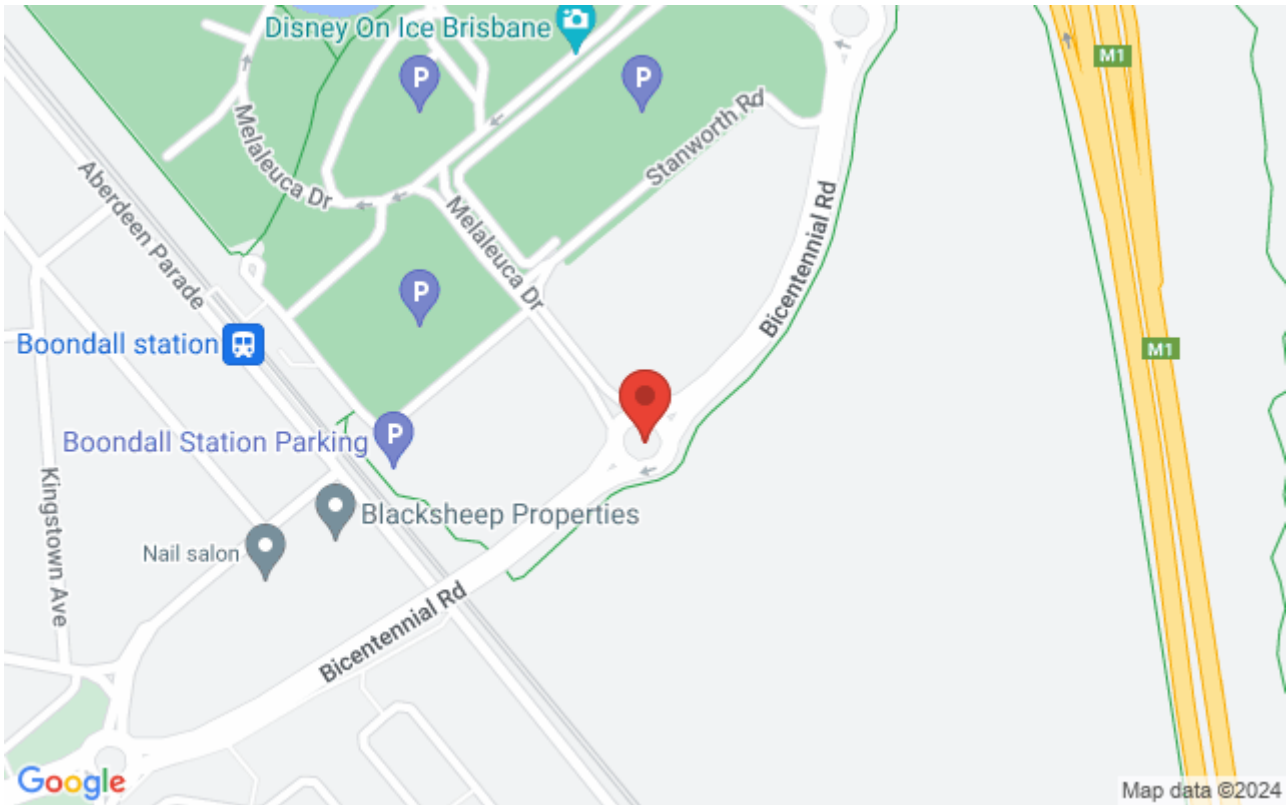 Disney On Ice Brisbane
P
P
M1
Melaleuca Dr
Stanworth Rd
Aberdeen Parade
Melaleuca Dr
Bicentennial Rd
P
Boondall station
M1
Boondall Station Parking
P
Kingstown Ave
Blacksheep Properties
Nail salon
Bicentennial Rd
Google
Map data ©2024